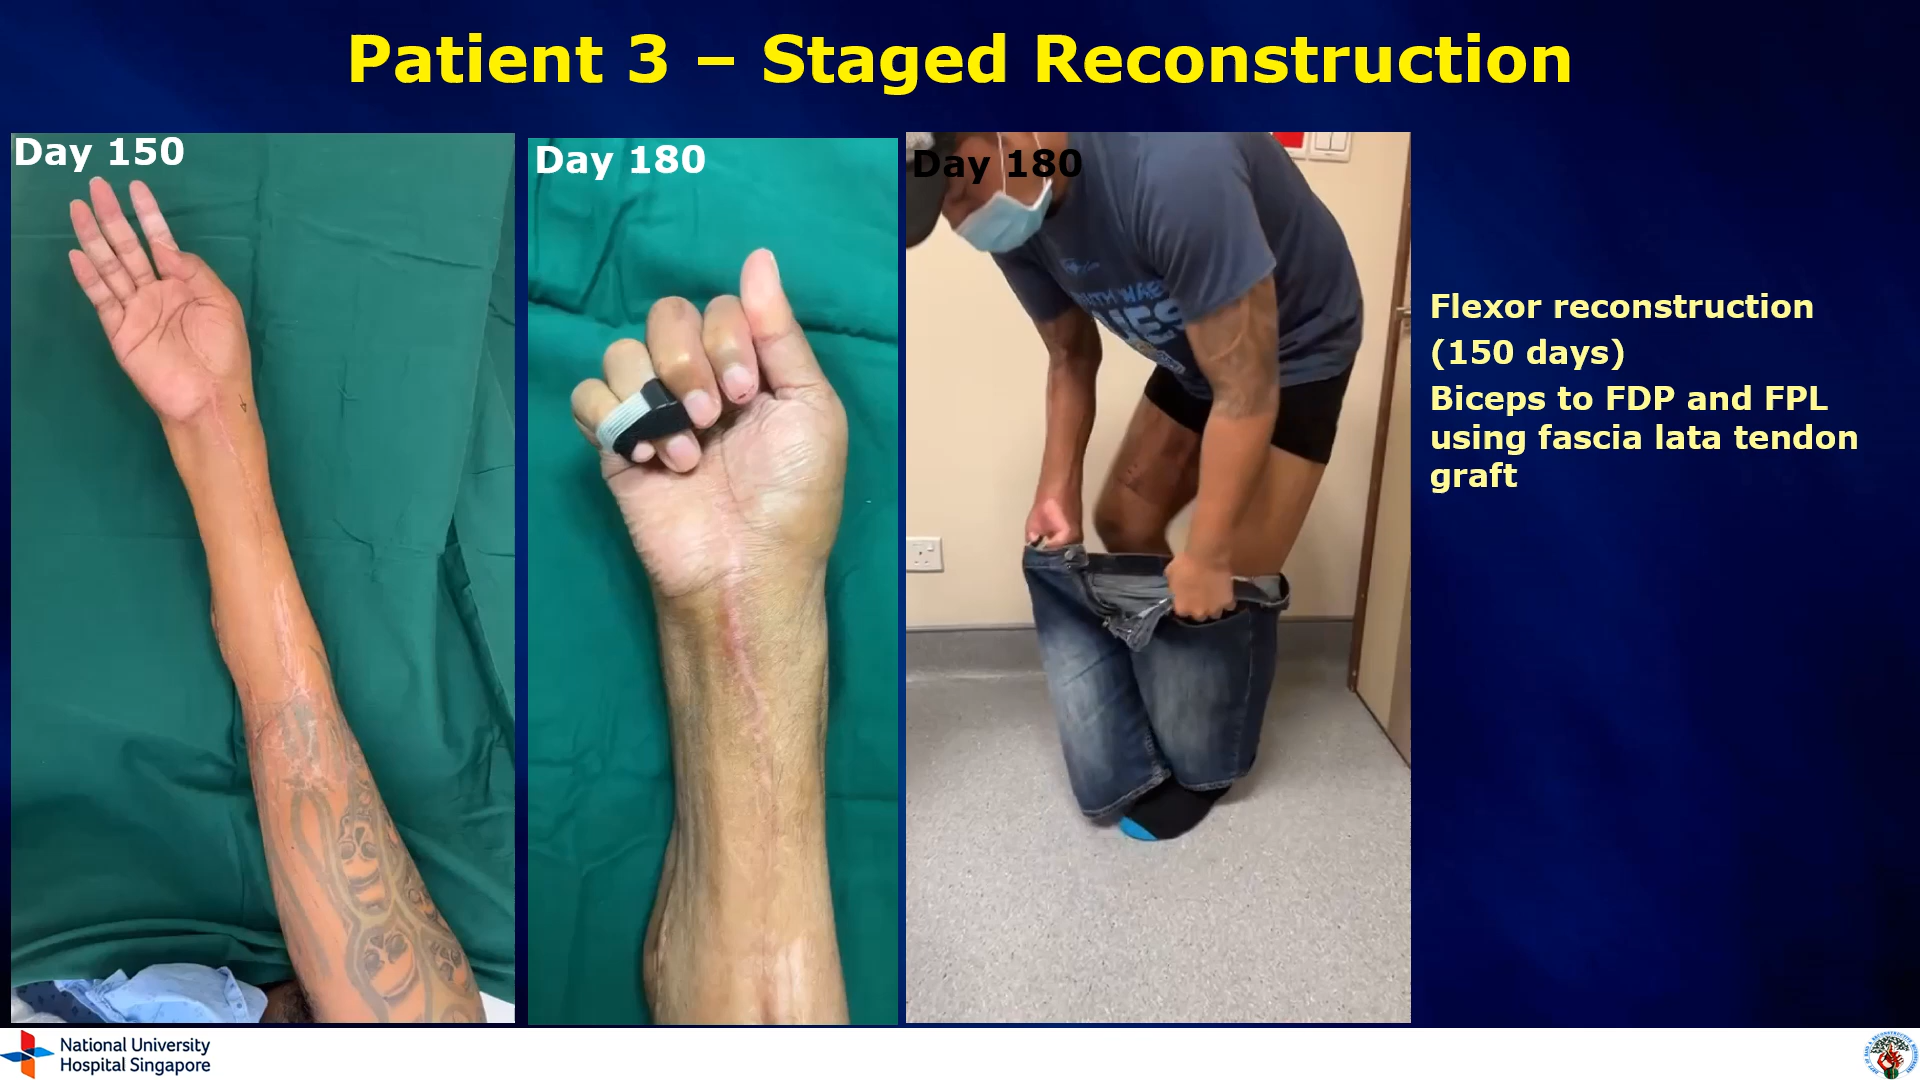 Patient 3 – Staged Reconstruction
Day 150
Day 180
Day 180
Flexor reconstruction
(150 days)
Biceps to FDP and FPL
using fascia lata tendon
graft
National University
Hospital Singapore